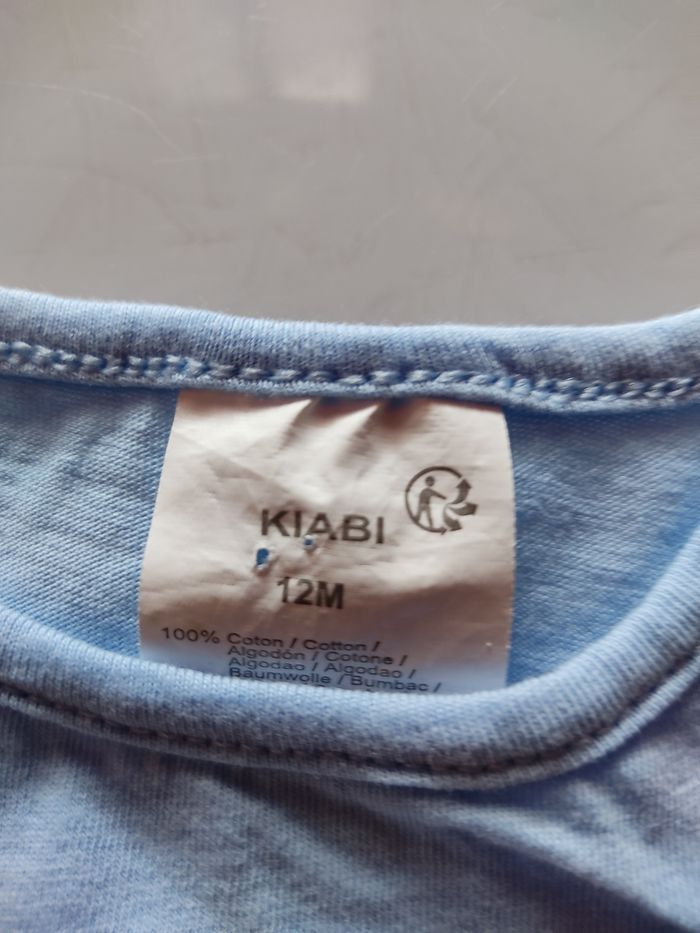 KIABI
12M
100% Coton / Cotton /
Algodón / Cotone /
Algodao / Algodao /
Baumwolle / Bumbac /